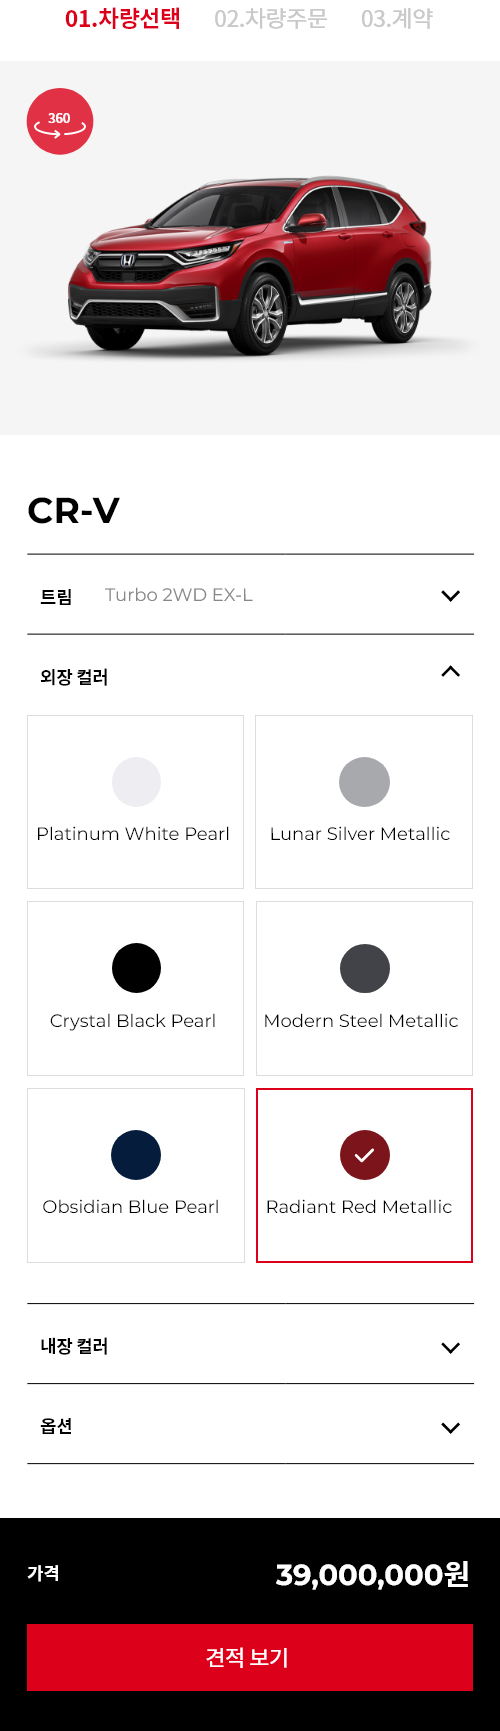 01.차량선택 02.차량주문 03.계약
360
CR-V
트림 Turbo 2WD EX-L
외장 컬러
Platinum White Pearl Lunar Silver Metallic
Crystal Black Pearl Modern Steel Metallic
Obsidian Blue Pearl Radiant Red Metallic
내장 컬러
옵션
가격 39,000,000원
견적 보기